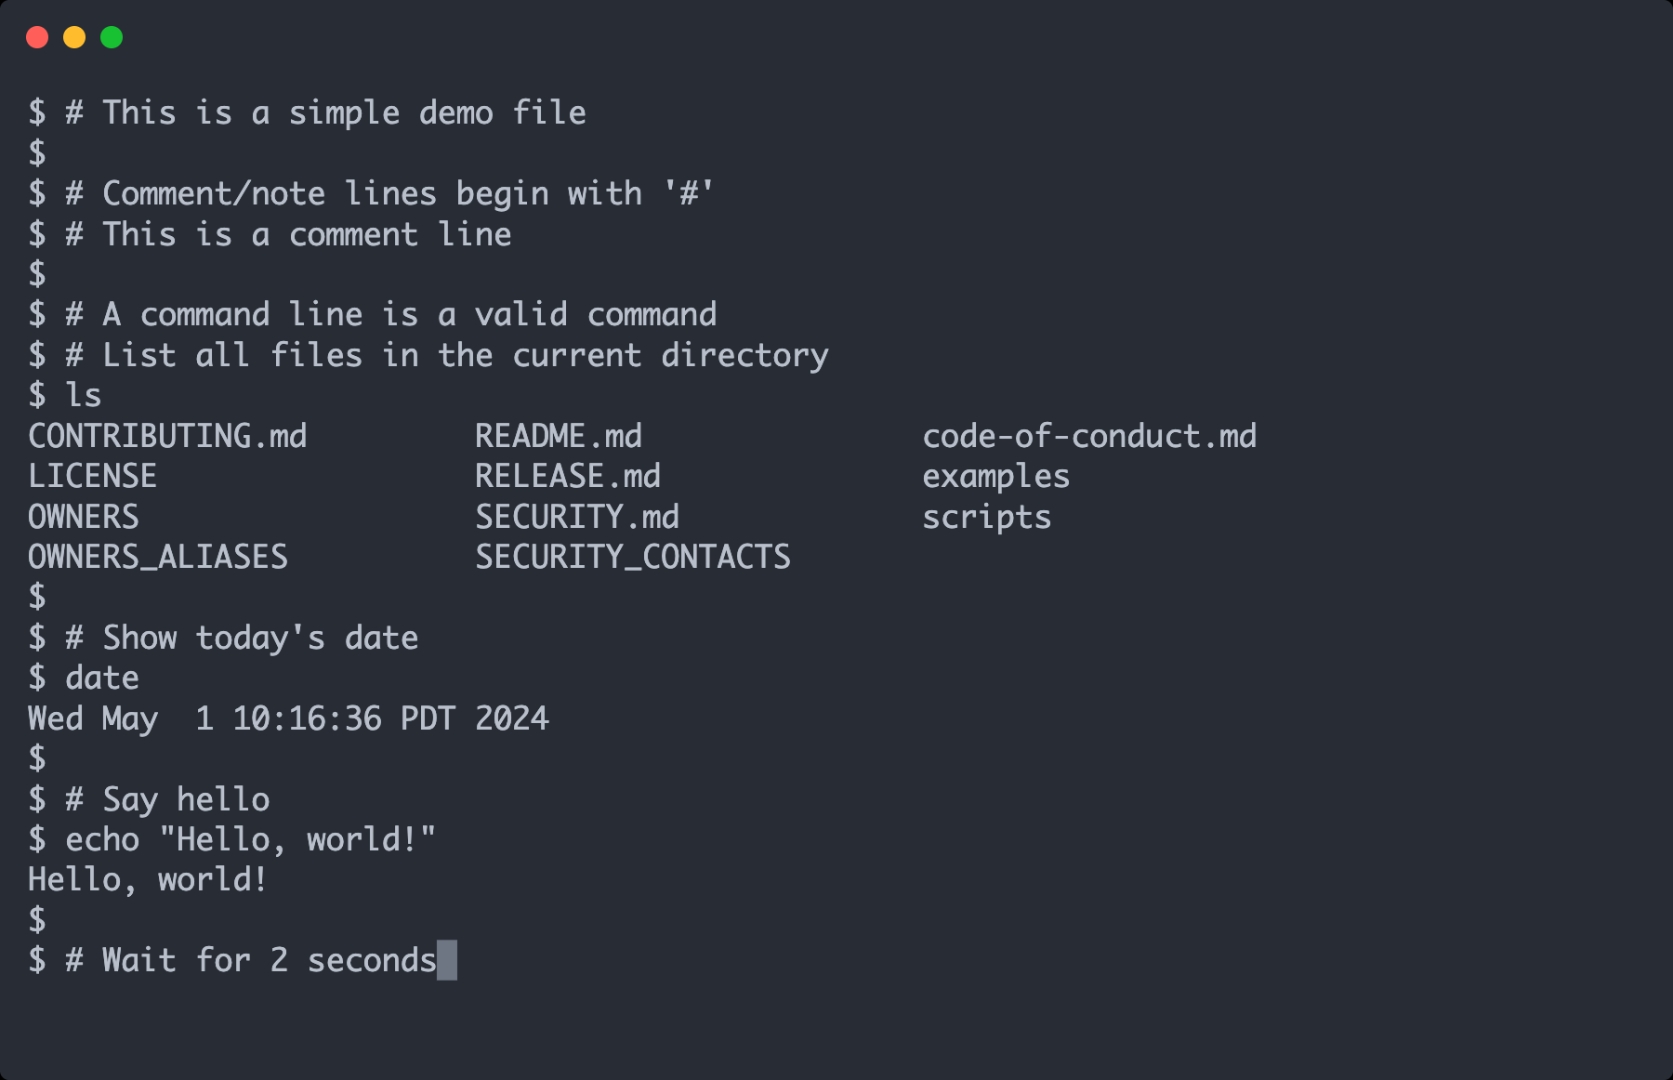 $ # This is a simple demo file
$
$ # Comment/note lines begin with '#'
$ # This is a comment line
$
$ # A command line is a valid command
$ # List all files in the current directory
$ ls
CONTRIBUTING.md         README.md               code-of-conduct.md
LICENSE                 RELEASE.md              examples
OWNERS                  SECURITY.md             scripts
OWNERS_ALIASES          SECURITY_CONTACTS
$
$ # Show today's date
$ date
Wed May  1 10:16:36 PDT 2024
$
$ # Say hello
$ echo "Hello, world!"
Hello, world!
$
$ # Wait for 2 seconds